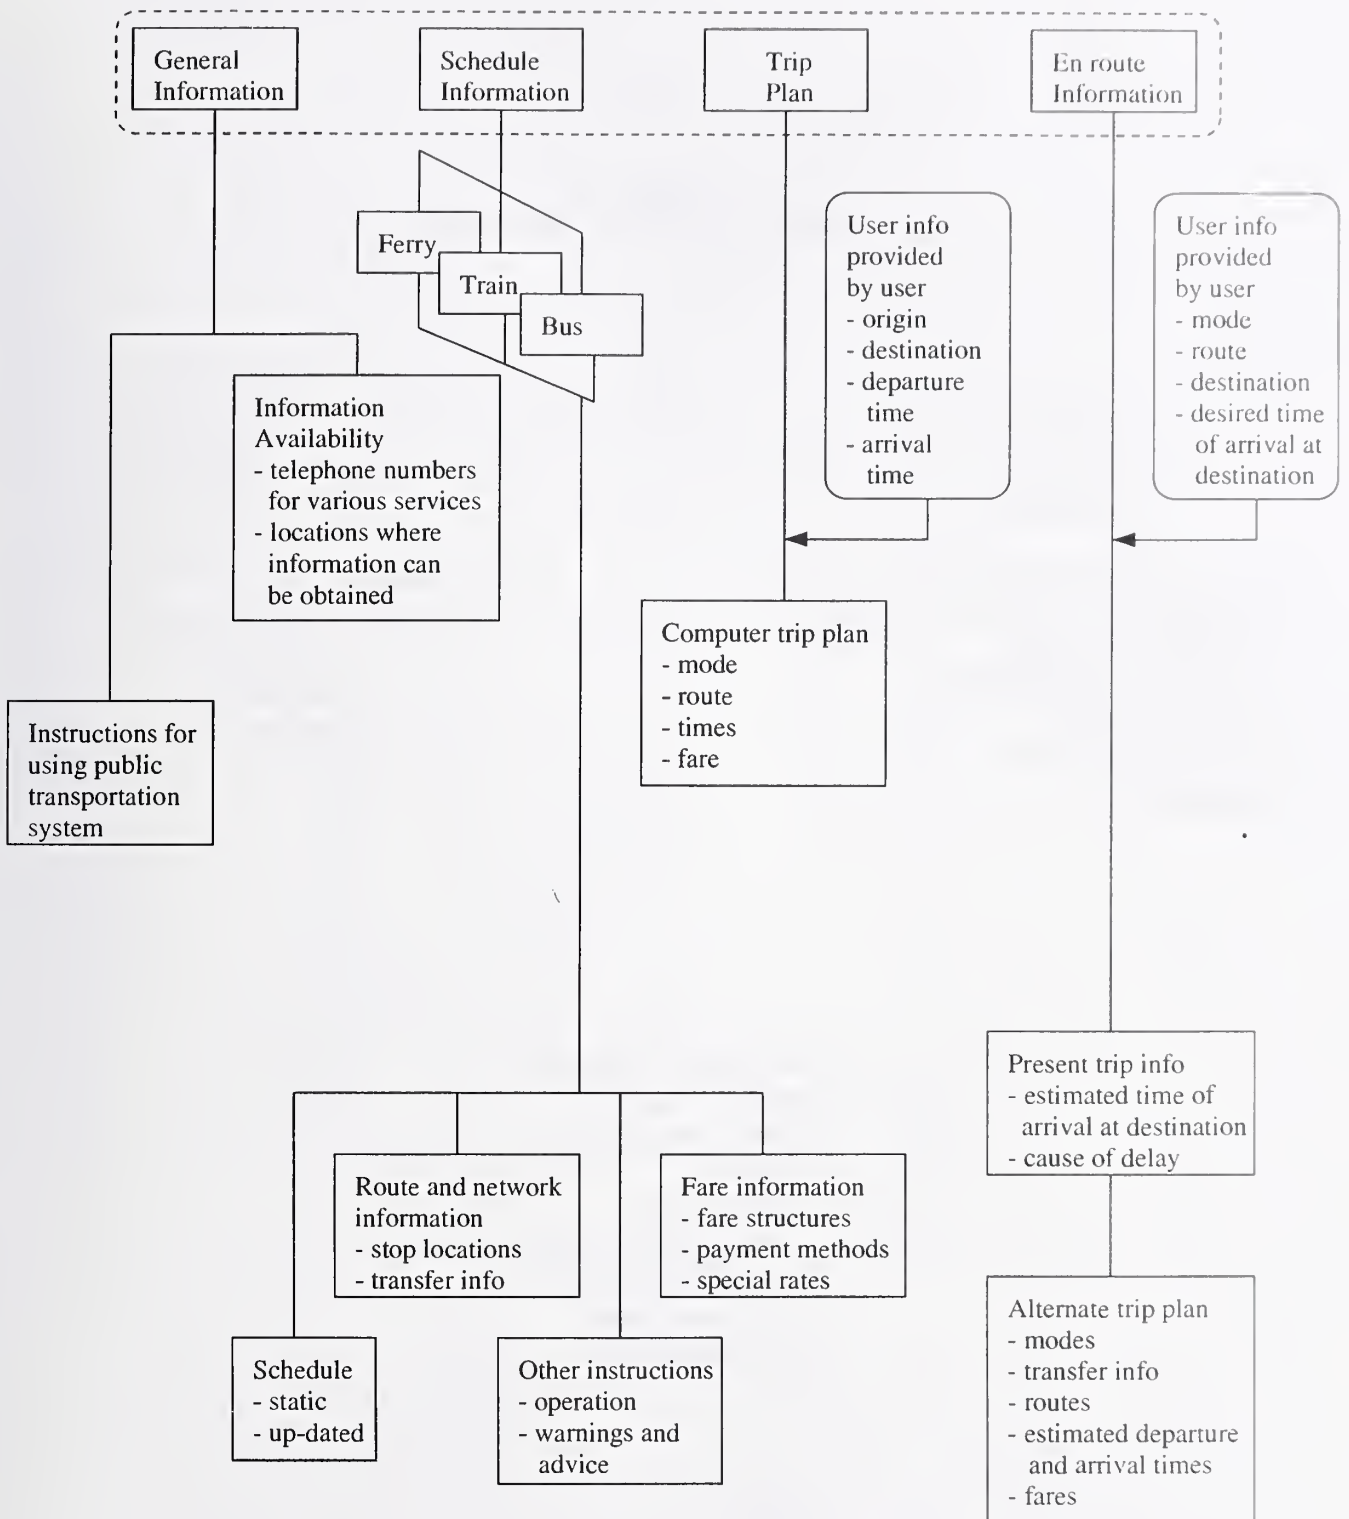 General
Information
Schedule
Information
Trip
Plan
En route
Information
Ferry
Train
Bus
User info
provided
by user
- origin
- destination
- departure
time
- arrival
time
User info
provided
by user
- mode
- route
- destination
- desired time
of arrival at
destination
Information
Availability
- telephone numbers
for various services
- locations where
information can
be obtained
Computer trip plan
- mode
- route
- times
- fare
Instructions for
using public
transportation
system
Present trip info
- estimated time of
arrival at destination
- cause of delay
Route and network
information
- stop locations
- transfer info
Fare information
- fare structures
- payment methods
- special rates
Schedule
- static
- up-dated
Other instructions
- operation
- warnings and
advice
Alternate trip plan
- modes
- transfer info
- routes
- estimated departure
and arrival times
- fares